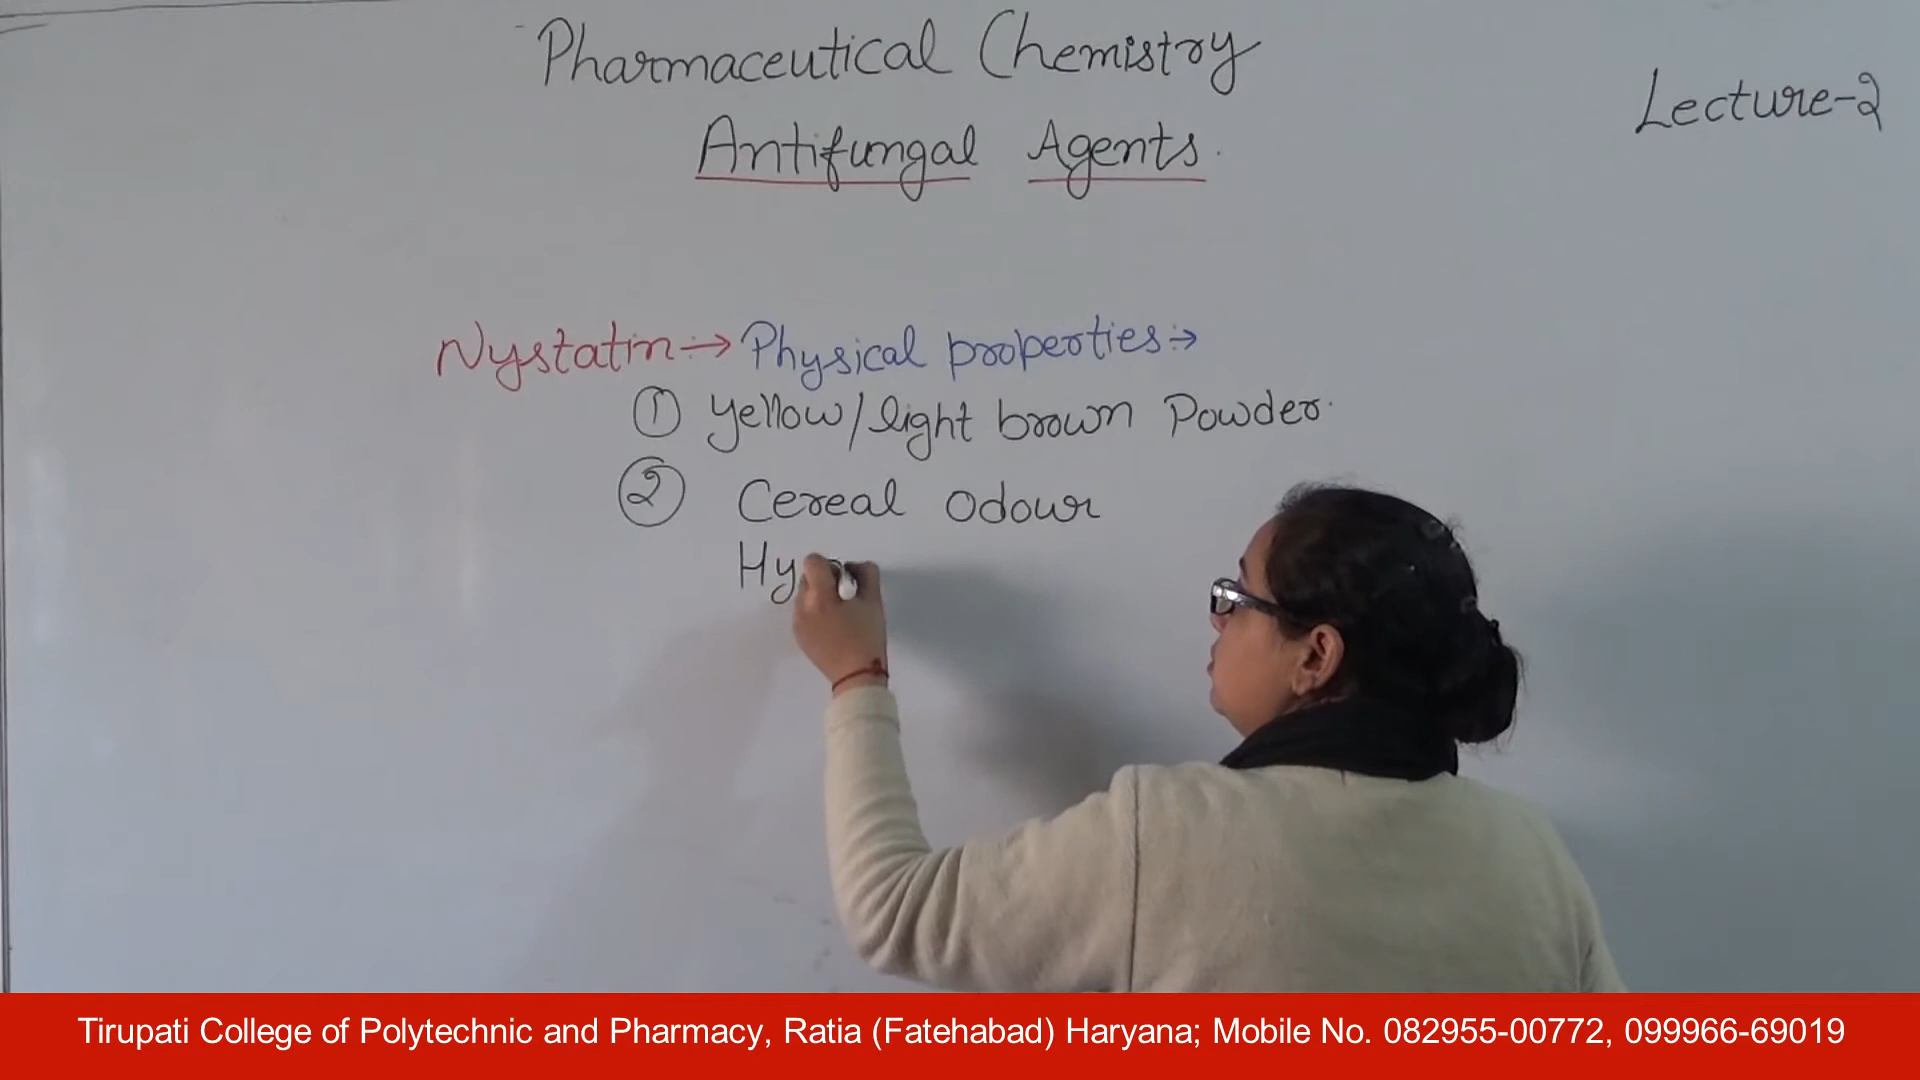 Pharmaceutical Chemistry
Lecture-2
Antifungal Agents.
Nystatin :→ Physical properties :→
① Yellow/light brown Powder.
② Cereal Odour
Hy
Tirupati College of Polytechnic and Pharmacy, Ratia (Fatehabad) Haryana; Mobile No. 082955-00772, 099966-69019